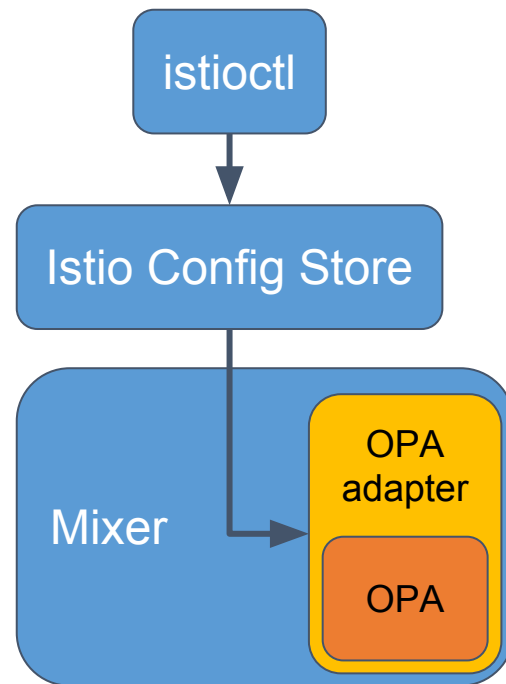 istioctl
Istio Config Store
OPA
adapter
Mixer
OPA